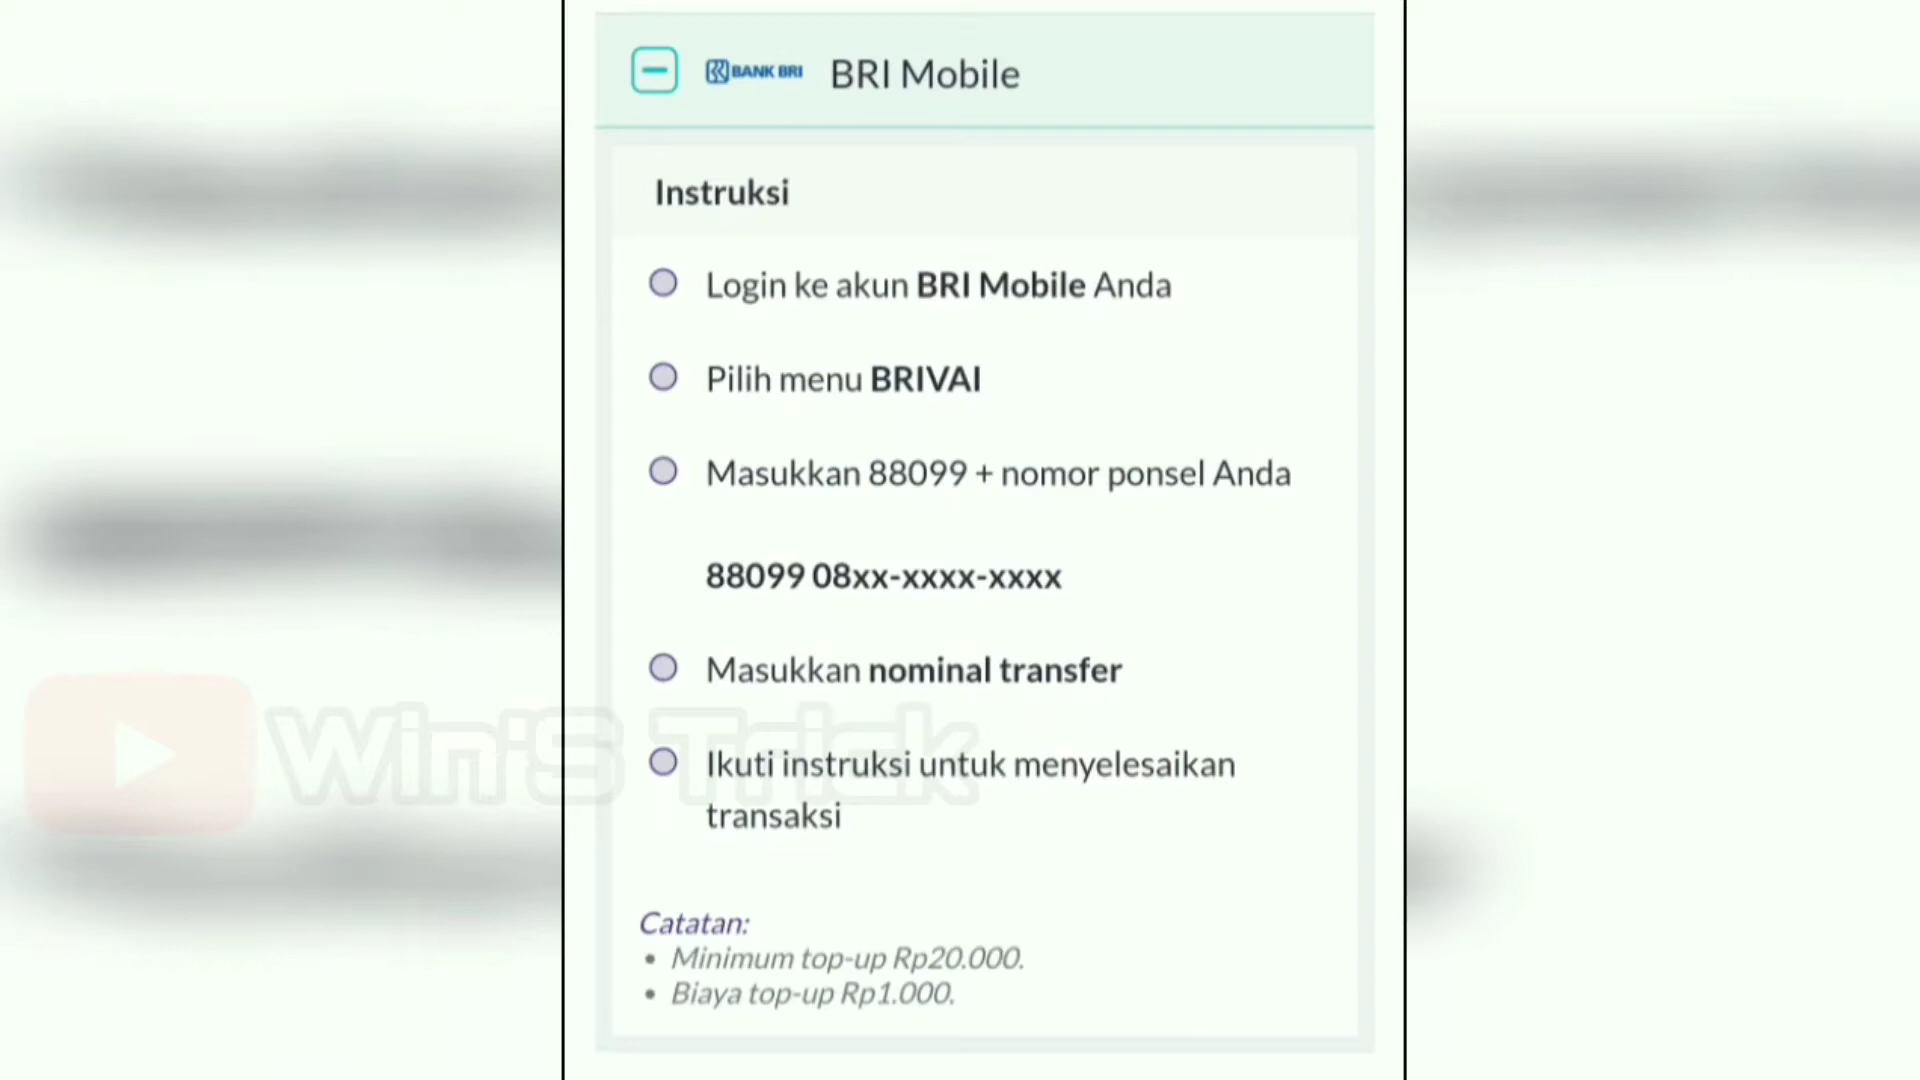 BANK BRI BRI Mobile
Instruksi
Login ke akun BRI Mobile Anda
Pilih menu BRIVAI
Masukkan 88099 + nomor ponsel Anda
88099 08xx-xxxx-xxxx
Masukkan nominal transfer
Win'S Trick
Ikuti instruksi untuk menyelesaikan
transaksi
Catatan:
• Minimum top-up Rp20.000.
• Biaya top-up Rp1.000.